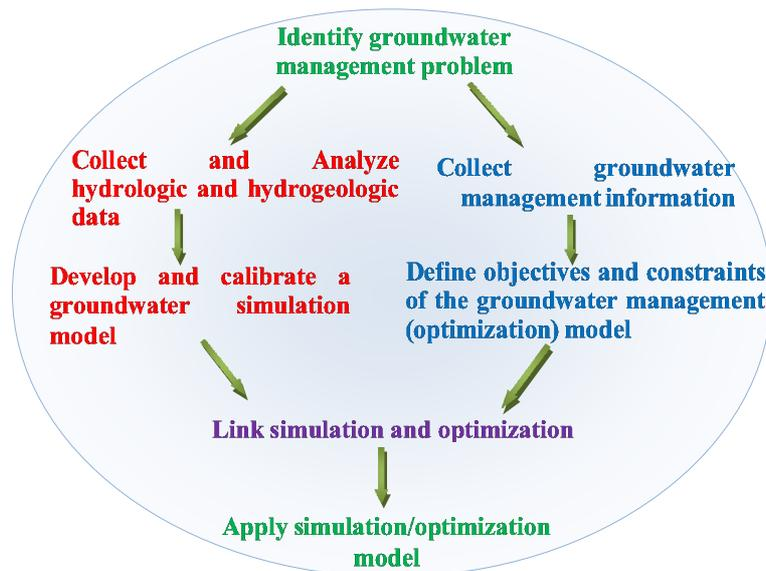 Identify groundwater
management problem
Collect and Analyze
hydrologic and hydrogeologic
data
Collect groundwater
management information
Develop and calibrate a
groundwater simulation
model
Define objectives and constraints
of the groundwater management
(optimization) model
Link simulation and optimization
Apply simulation/optimization
model